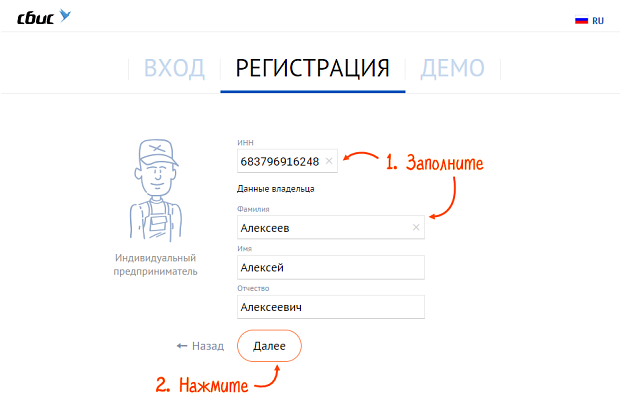 сбис
RU
ВХОД
РЕГИСТРАЦИЯ
ДЕМО
ИНН
683796916248
1. Заполните
Данные владельца
Фамилия
Алексеев
Имя
Алексей
Отчество
Алексеевич
Индивидуальный
предприниматель
← Назад
Далее
2. Нажмите